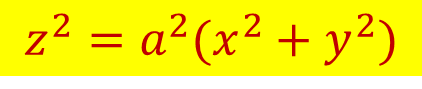 z² = a²(x² + y²)